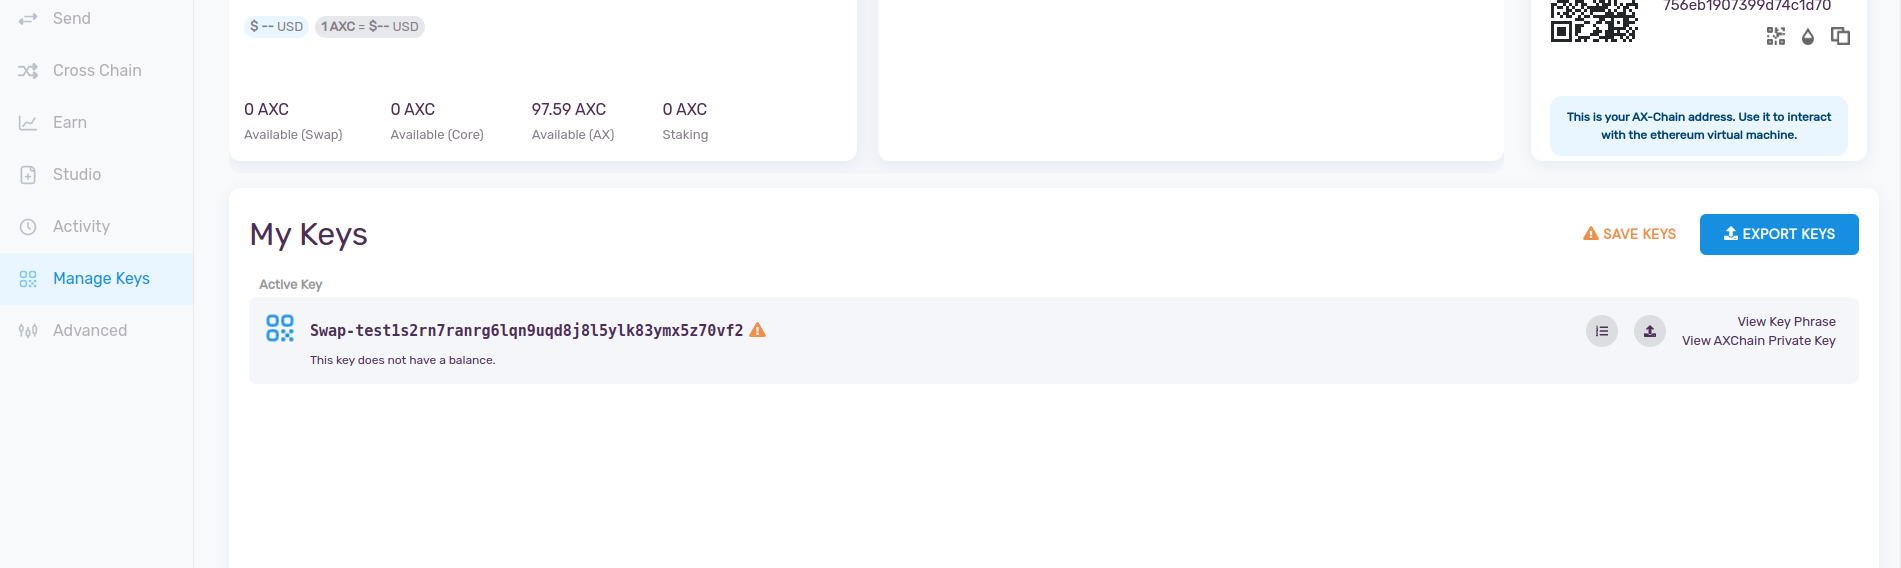 Send
Cross Chain
Earn
Studio
Activity
Manage Keys
Advanced
$ -- USD
1 AXC = $-- USD
0 AXC
Available (Swap)
0 AXC
Available (Core)
97.59 AXC
Available (AX)
0 AXC
Staking
756eb1907399d74c1d70
This is your AX-Chain address. Use it to interact
with the ethereum virtual machine.
My Keys
SAVE KEYS
EXPORT KEYS
Active Key
Swap-test1s2rn7ranrg6lqn9uqd8j8l5ylk83ymx5z70vf2
This key does not have a balance.
View Key Phrase
View AXChain Private Key